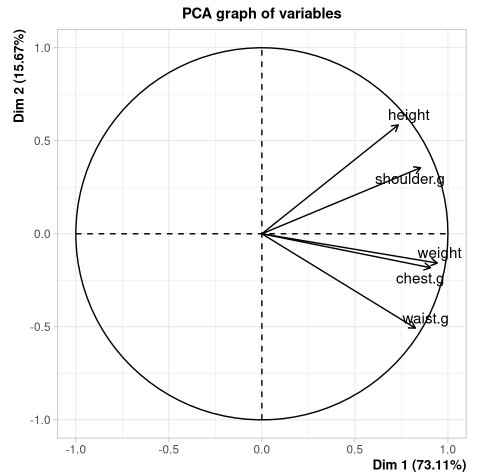 PCA graph of variables
Dim 2 (15.67%)
1.0
0.5
0.0
-0.5
-1.0
height
shoulder.g
weight
chest.g
waist.g
-1.0
-0.5
0.0
0.5
1.0
Dim 1 (73.11%)